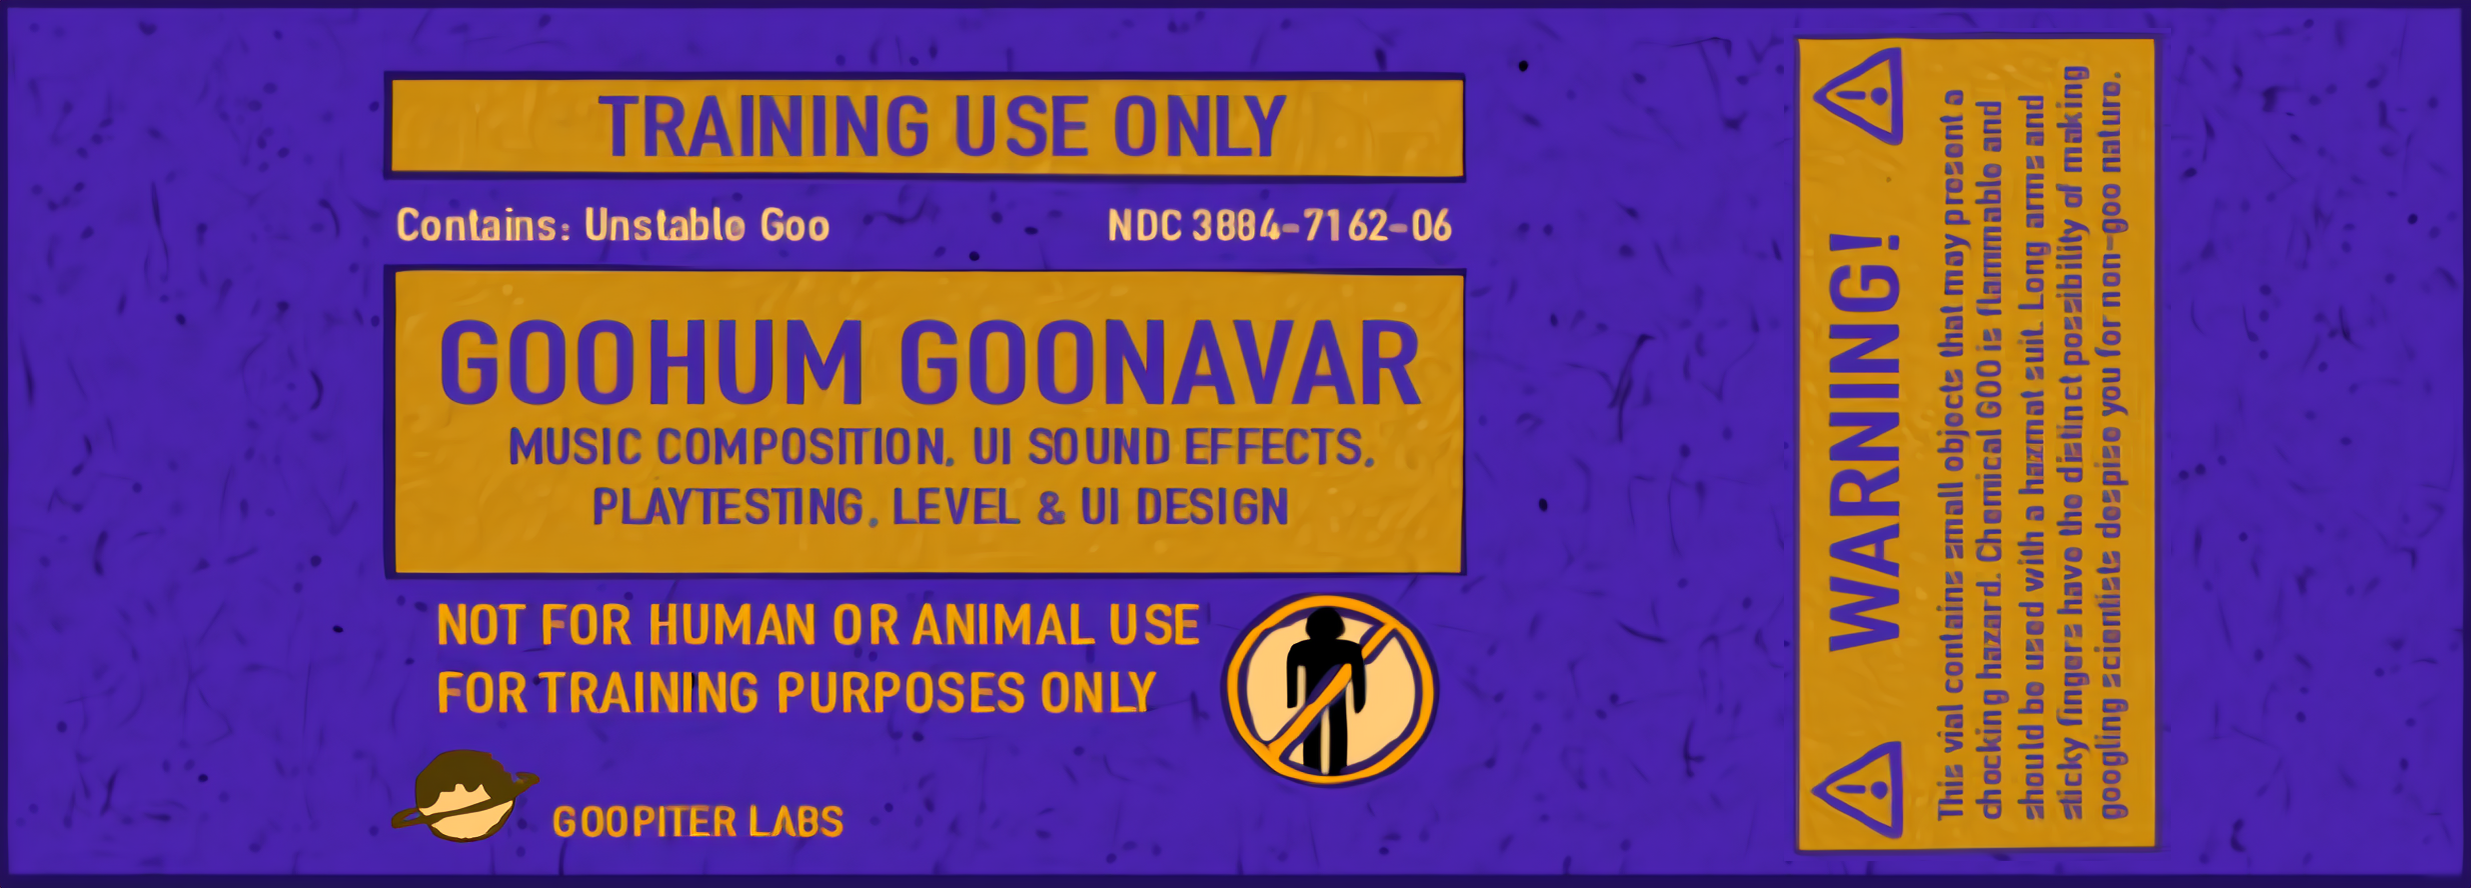 TRAINING USE ONLY
Contains: Unstable Goo
NDC 3884-7162-06
GOOHUM GOONAVAR
MUSIC COMPOSITION, UI SOUND EFFECTS,
PLAYTESTING, LEVEL & UI DESIGN
NOT FOR HUMAN OR ANIMAL USE
FOR TRAINING PURPOSES ONLY
GOOPITER LABS
WARNING!
This vial contains small objects that may present a
chocking hazard. Chemical GOO is flammable and
should be used with a hazmat suit. Long arms and
sticky fingers have the distinct possibility of making
googling scientists despise you for non-goo nature.